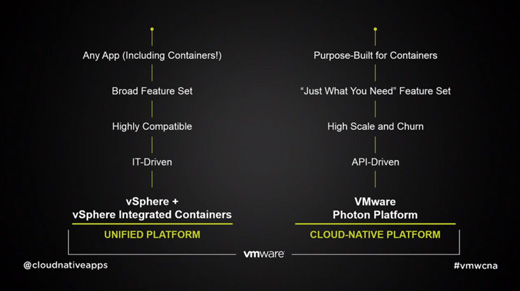 Any App (Including Containers!)
Broad Feature Set
Highly Compatible
IT-Driven
vSphere +
vSphere Integrated Containers
UNIFIED PLATFORM
Purpose-Built for Containers
“Just What You Need” Feature Set
High Scale and Churn
API-Driven
VMware
Photon Platform
CLOUD-NATIVE PLATFORM
vmware
@cloudnativeapps
#vmwcna